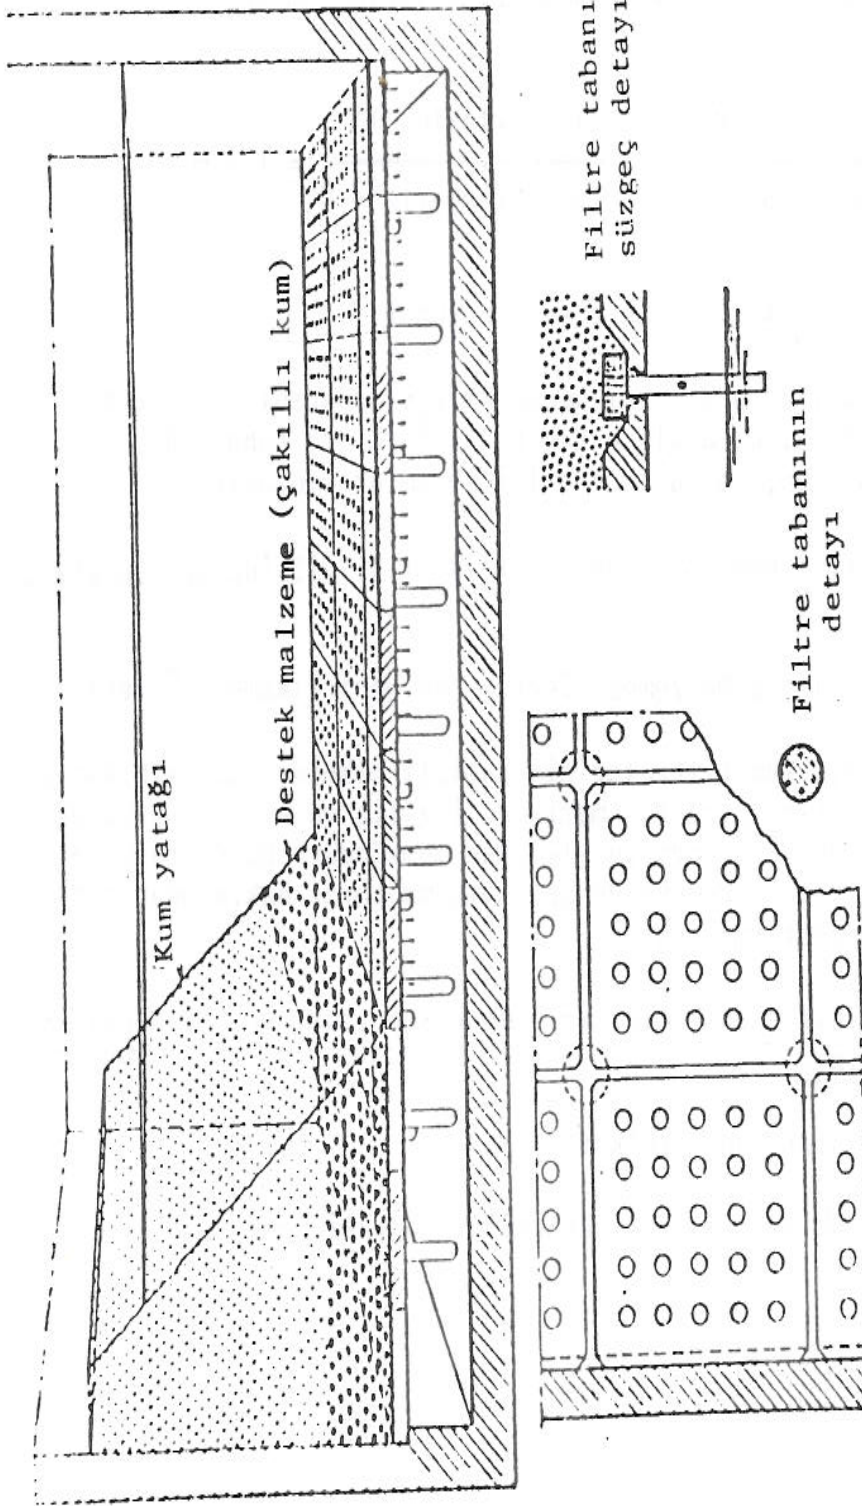 Kum yatağı
Destek malzeme (çakıllı kum)
Filtre tabanı
süzgeç detayı
Filtre tabanının
detayı